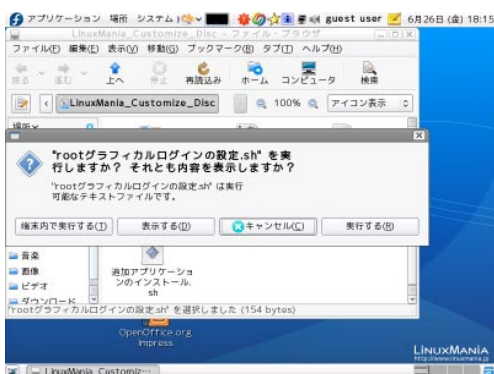 アプリケーション 場所 システム guest user 6月26日 (金) 18:15
LinuxMania_Customize_Disc - ファイル・ブラウザ
ファイル(F) 編集(E) 表示(V) 移動(G) ブックマーク(B) タブ(T) ヘルプ(H)
戻る 進む 上へ 停止 再読込み ホーム コンピュータ 検索
LinuxMania_Customize_Disc 100% アイコン表示
場所
"rootグラフィカルログインの設定.sh" を実
行しますか? それとも内容を表示しますか?
"rootグラフィカルログインの設定.sh" は実行
可能なテキストファイルです。
端末内で実行する(T) 表示する(D) キャンセル(C) 実行する(R)
音楽
画像
ビデオ
ダウンロード
追加アプリケーショ
ンのインストール.
sh
"rootグラフィカルログインの設定.sh" を選択しました (154 bytes)
OpenOffice.org
Impress
LINUXMANIA
http://www.linuxmania.jp
LinuxMania_Customiz…